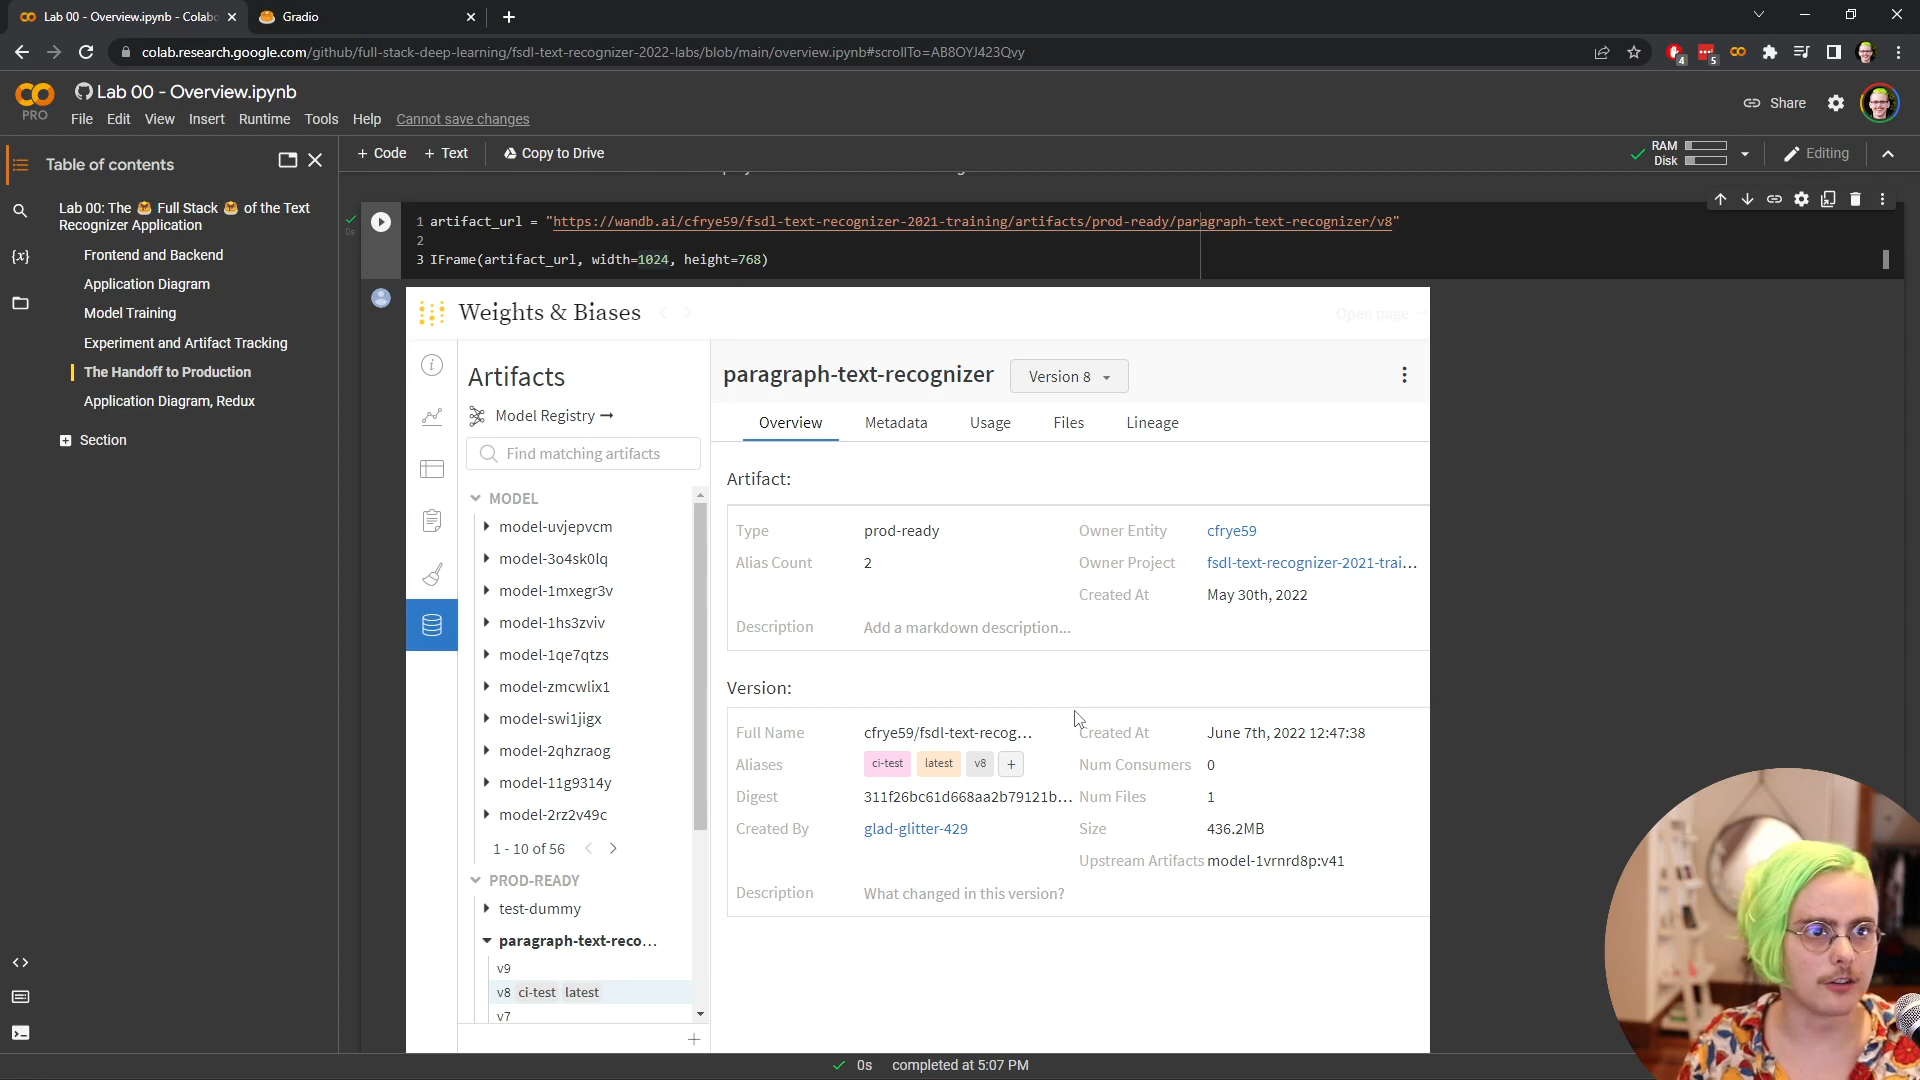 Lab 00 - Overview.ipynb - Colabo
Gradio
colab.research.google.com/github/full-stack-deep-learning/fsdl-text-recognizer-2022-labs/blob/main/overview.ipynb#scrollTo=AB8OYJ423Qvy
4
5
PRO
Lab 00 - Overview.ipynb
File Edit View Insert Runtime Tools Help Cannot save changes
Share
Table of contents
+ Code + Text Copy to Drive
RAM
Disk
Editing
Lab 00: The 🥞 Full Stack 🥞 of the Text
Recognizer Application
Frontend and Backend
Application Diagram
Model Training
Experiment and Artifact Tracking
The Handoff to Production
Application Diagram, Redux
Section
{x}
0s
1 artifact_url = "https://wandb.ai/cfrye59/fsdl-text-recognizer-2021-training/artifacts/prod-ready/paragraph-text-recognizer/v8"
2
3 IFrame(artifact_url, width=1024, height=768)
Weights & Biases
Open page
Artifacts
Model Registry →
Find matching artifacts
MODEL
model-uvjepvcm
model-3o4sk0lq
model-1mxegr3v
model-1hs3zviv
model-1qe7qtzs
model-zmcwlix1
model-swi1jigx
model-2qhzraog
model-11g9314y
model-2rz2v49c
1 - 10 of 56
PROD-READY
test-dummy
paragraph-text-reco...
v9
v8 ci-test latest
v7
paragraph-text-recognizer Version 8
Overview Metadata Usage Files Lineage
Artifact:
Type prod-ready Owner Entity cfrye59
Alias Count 2 Owner Project fsdl-text-recognizer-2021-trai...
Created At May 30th, 2022
Description Add a markdown description...
Version:
Full Name cfrye59/fsdl-text-recog... Created At June 7th, 2022 12:47:38
Aliases ci-test latest v8 + Num Consumers 0
Digest 311f26bc61d668aa2b79121b... Num Files 1
Created By glad-glitter-429 Size 436.2MB
Upstream Artifacts model-1vrnrd8p:v41
Description What changed in this version?
0s completed at 5:07 PM